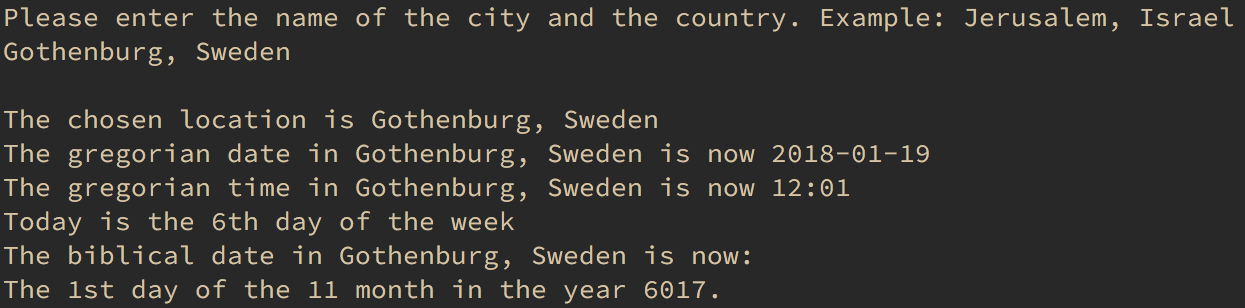 Please enter the name of the city and the country. Example: Jerusalem, Israel
Gothenburg, Sweden
The chosen location is Gothenburg, Sweden
The gregorian date in Gothenburg, Sweden is now 2018-01-19
The gregorian time in Gothenburg, Sweden is now 12:01
Today is the 6th day of the week
The biblical date in Gothenburg, Sweden is now:
The 1st day of the 11 month in the year 6017.